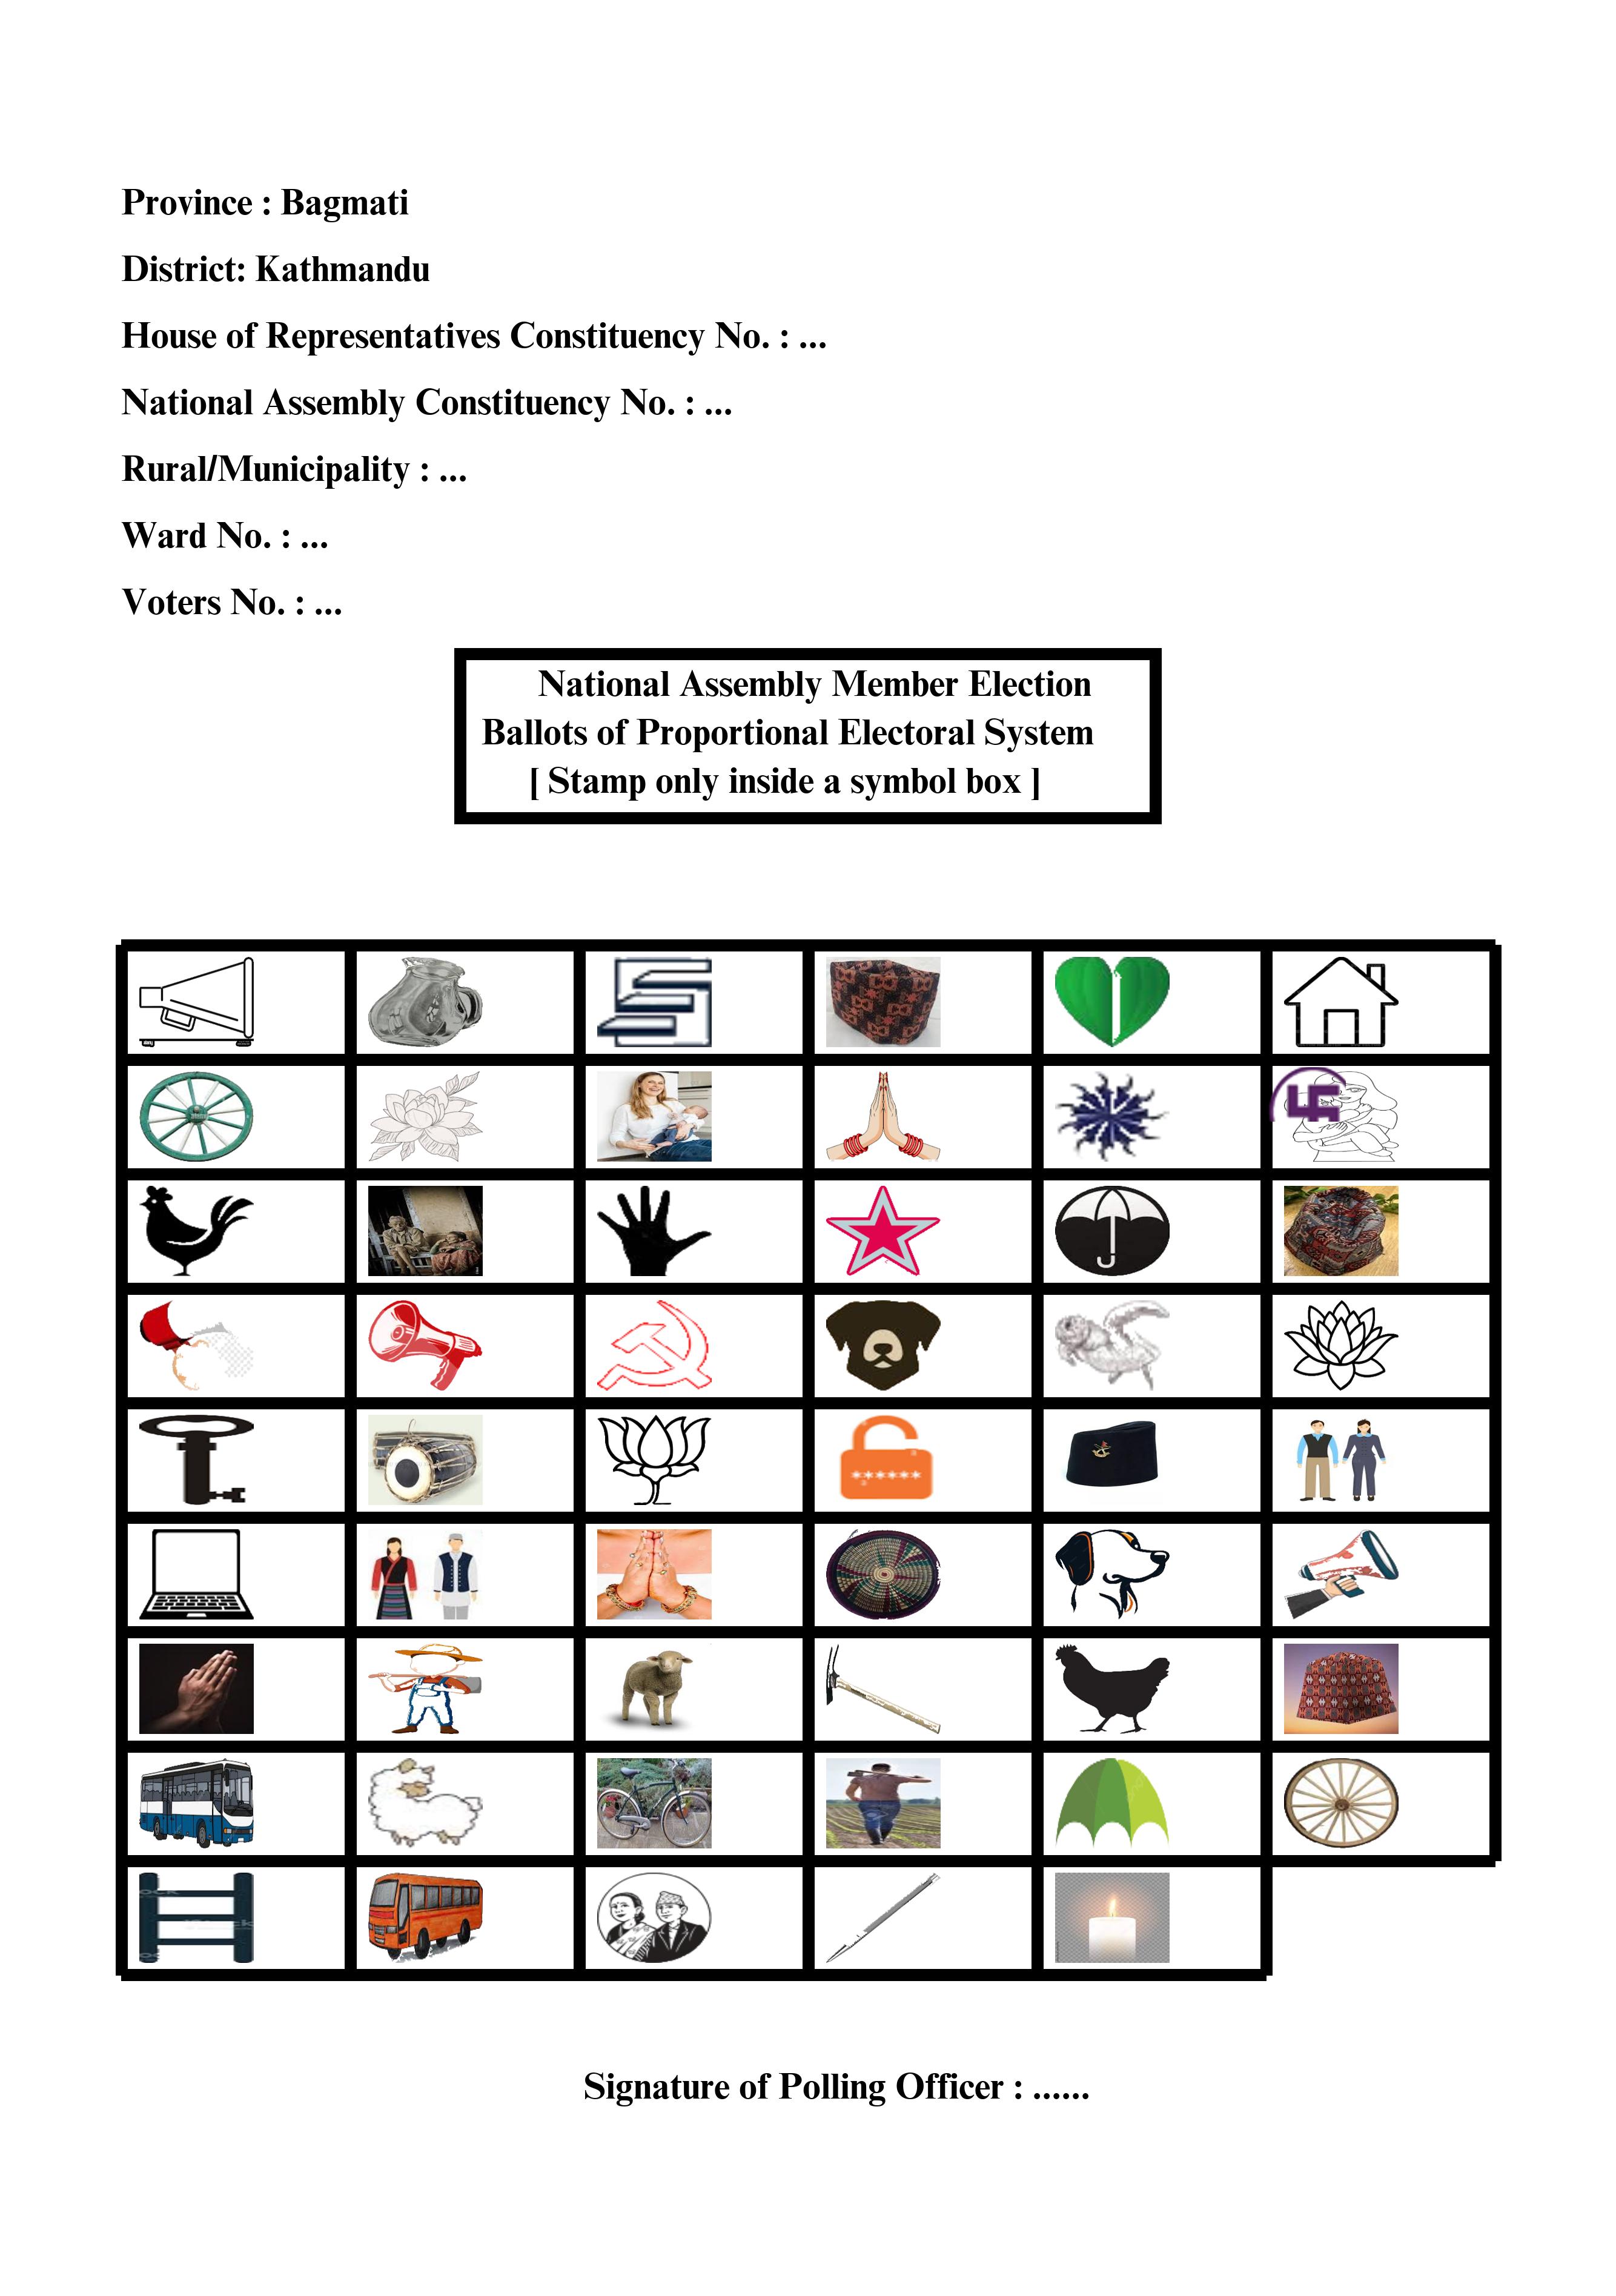 Province : Bagmati
District: Kathmandu
House of Representatives Constituency No. : ...
National Assembly Constituency No. : ...
Rural/Municipality : ...
Ward No. : ...
Voters No. : ...
National Assembly Member Election
Ballots of Proportional Electoral System
[ Stamp only inside a symbol box ]
******
Signature of Polling Officer : ......